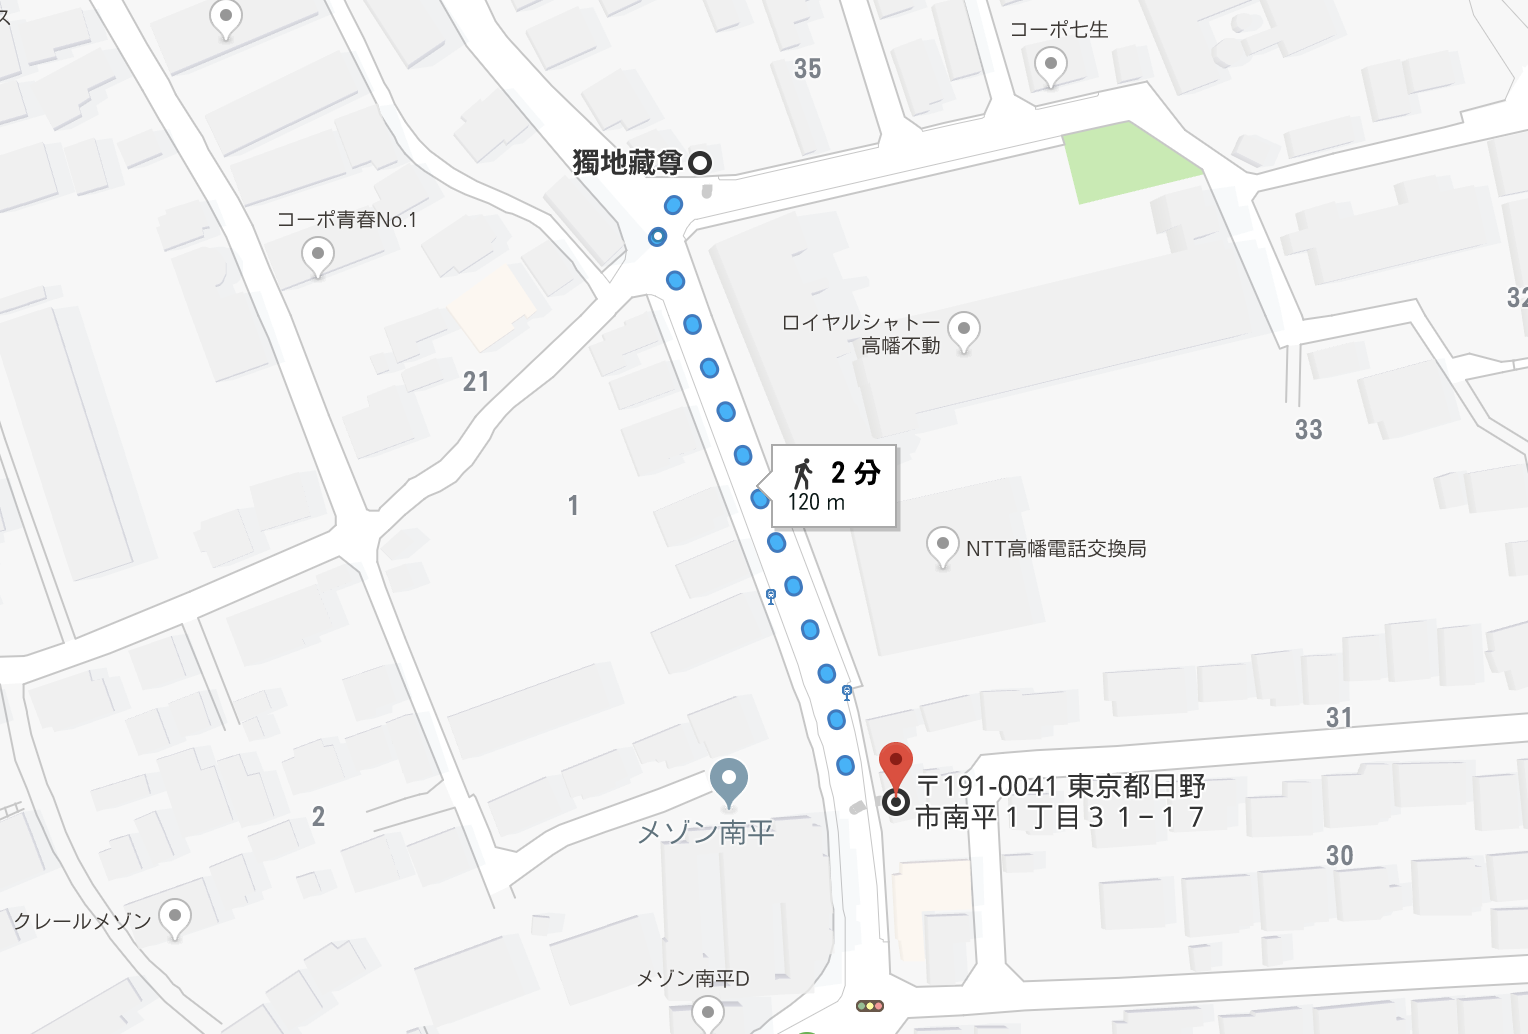 ス
コーポ七生
35
獨地藏尊
コーポ青春No.1
32
ロイヤルシャトー
高幡不動
21
33
2 分
120 m
1
NTT高幡電話交換局
31
〒191-0041 東京都日野
市南平１丁目３１−１７
メゾン南平
2
30
クレールメゾン
メゾン南平D